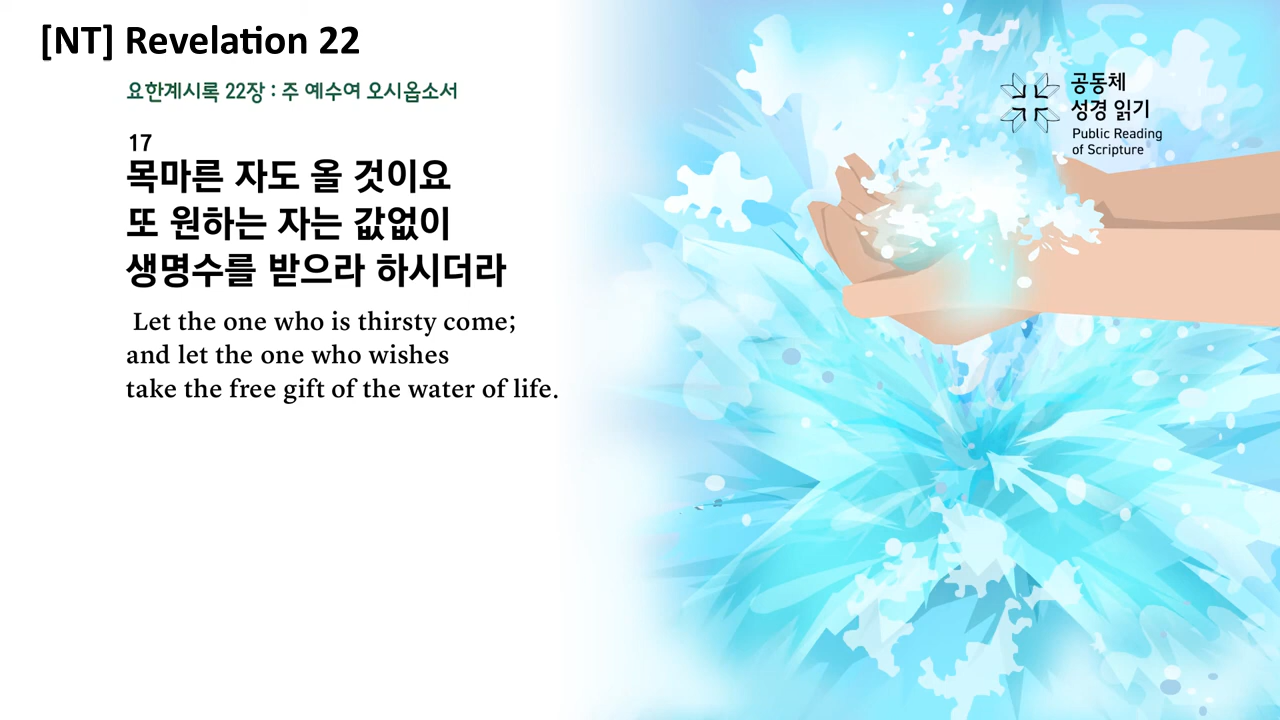 [NT] Revelation 22
요한계시록 22장 : 주 예수여 오시옵소서
17
목마른 자도 올 것이요
또 원하는 자는 값없이
생명수를 받으라 하시더라
Let the one who is thirsty come;
and let the one who wishes
take the free gift of the water of life.
공동체
성경 읽기
Public Reading
of Scripture